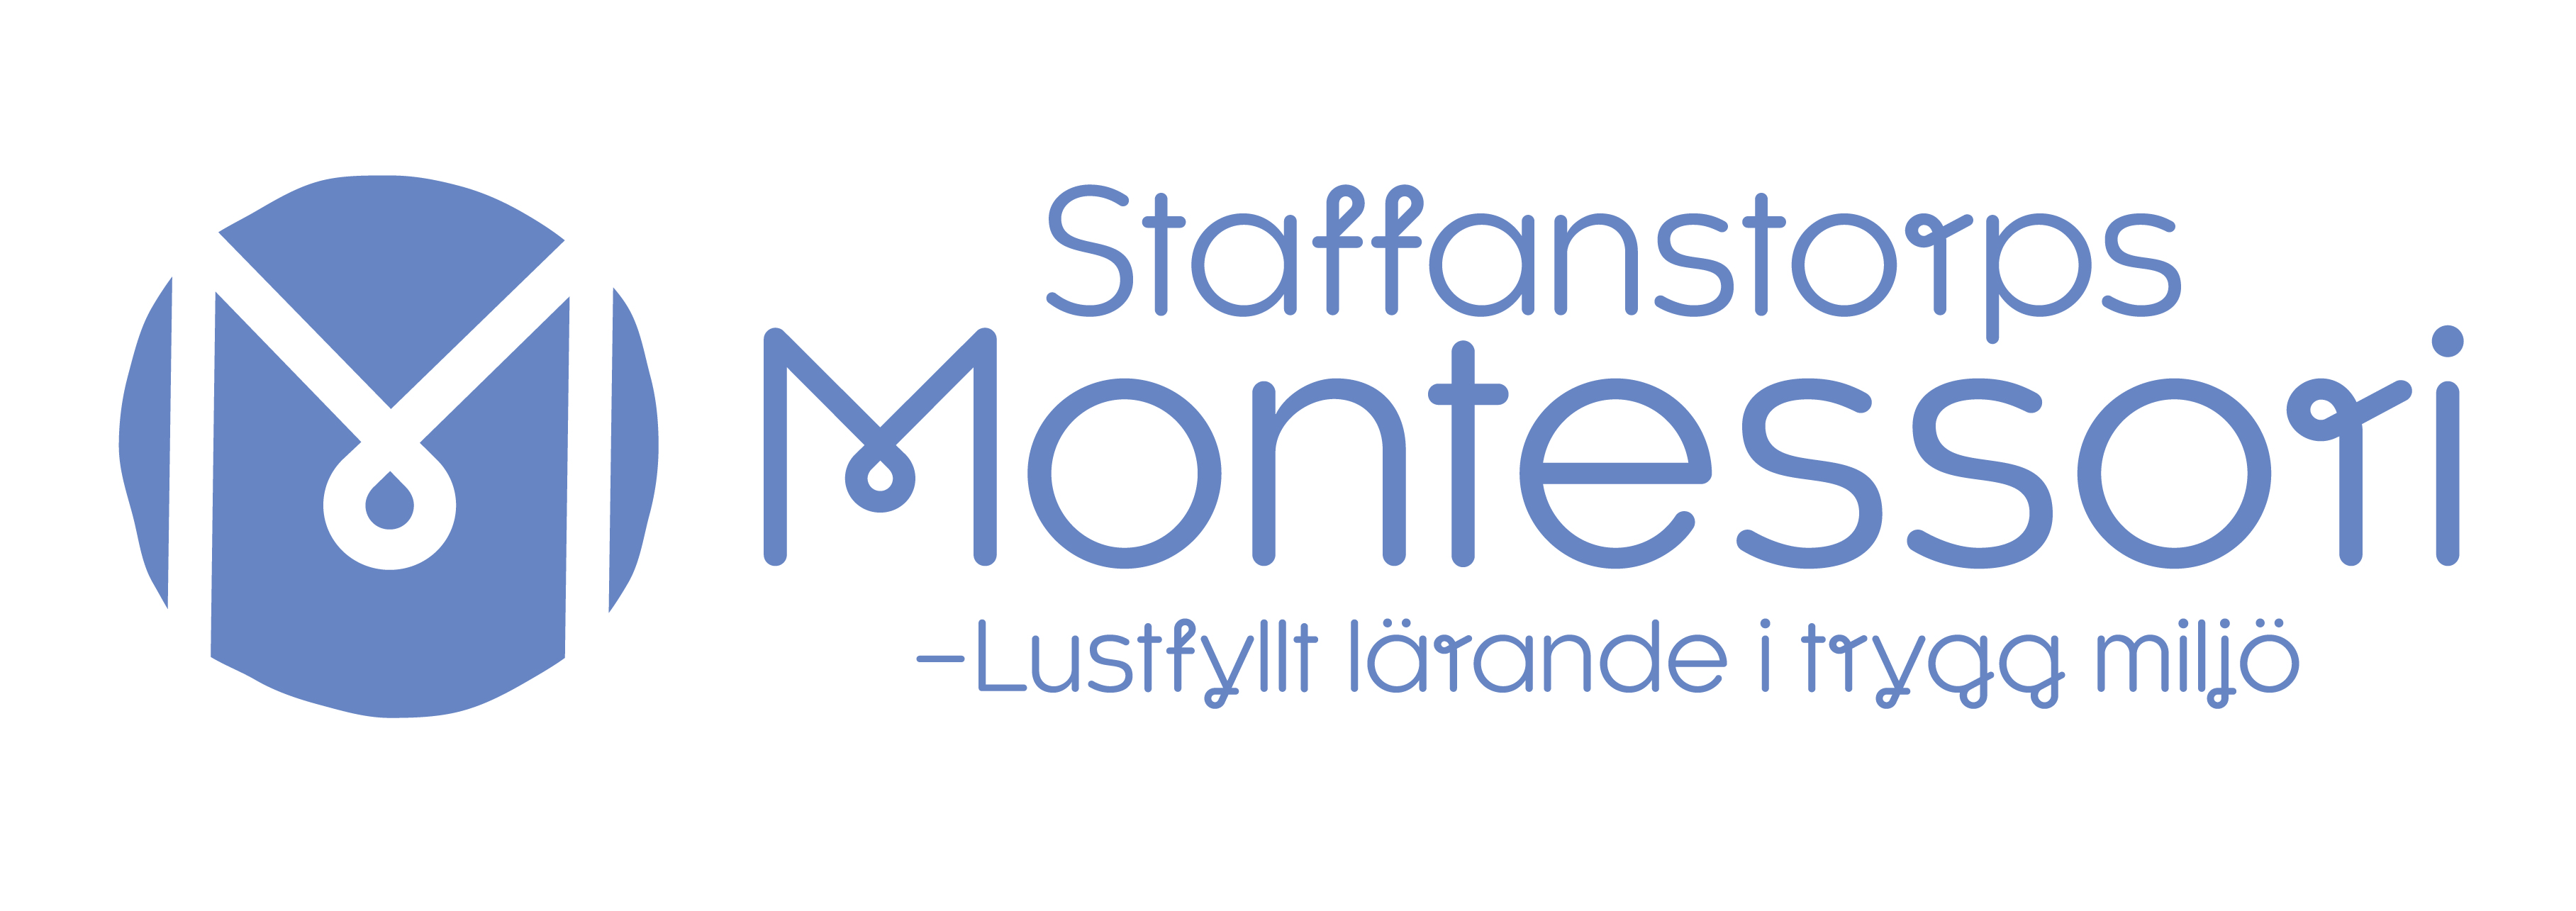 Staffanstorps
Montessori
–Lustfyllt lärande i trygg miljö